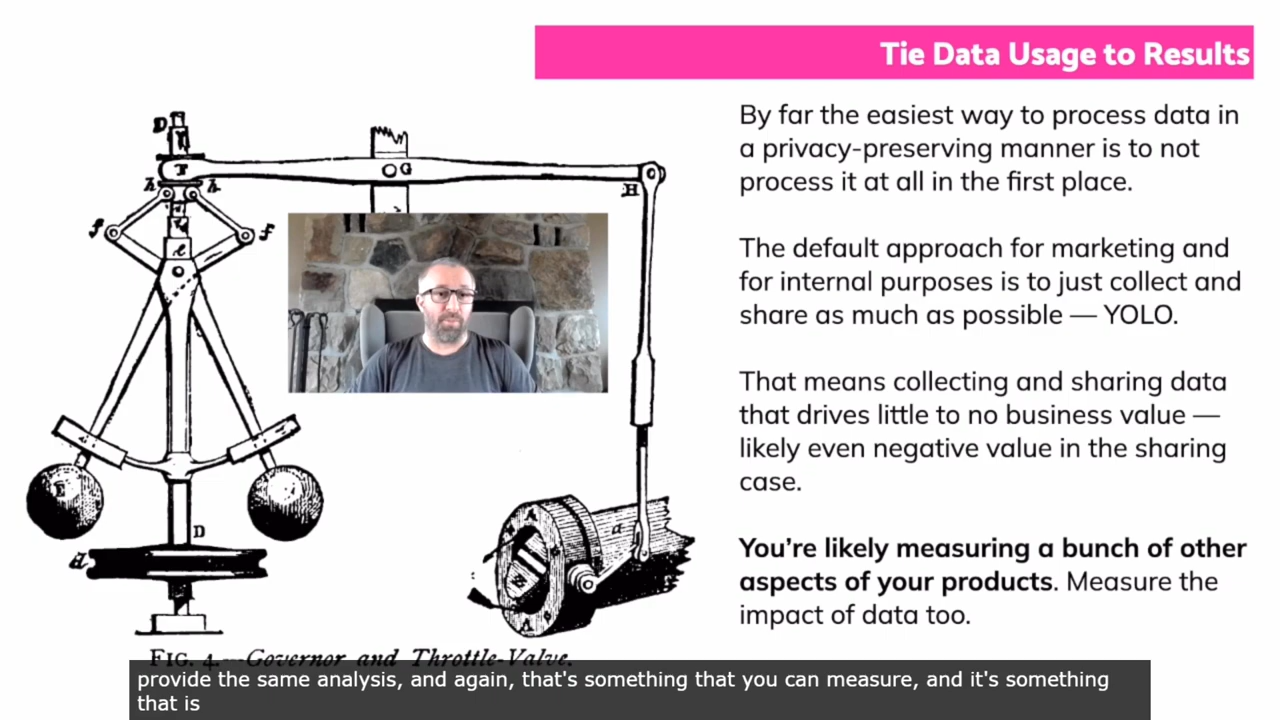 Tie Data Usage to Results
By far the easiest way to process data in
a privacy-preserving manner is to not
process it at all in the first place.
The default approach for marketing and
for internal purposes is to just collect and
share as much as possible — YOLO.
That means collecting and sharing data
that drives little to no business value —
likely even negative value in the sharing
case.
You’re likely measuring a bunch of other
aspects of your products. Measure the
impact of data too.
D
T
G
h
h
H
f
f
e
a
E
D
d
A
B
A
FIG. 4.—Governor and Throttle-Valve.
provide the same analysis, and again, that's something that you can measure, and it's something
that is